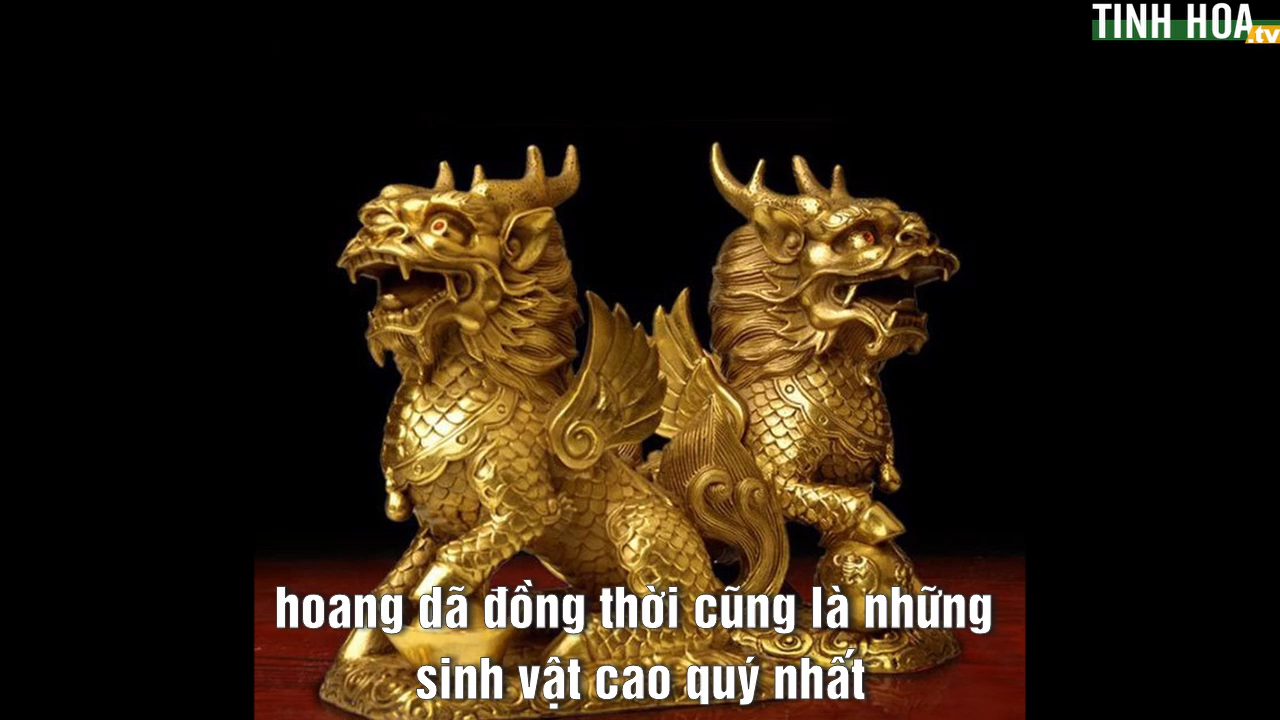 TINH HOA
.tv
hoang dã đồng thời cũng là những
sinh vật cao quý nhất